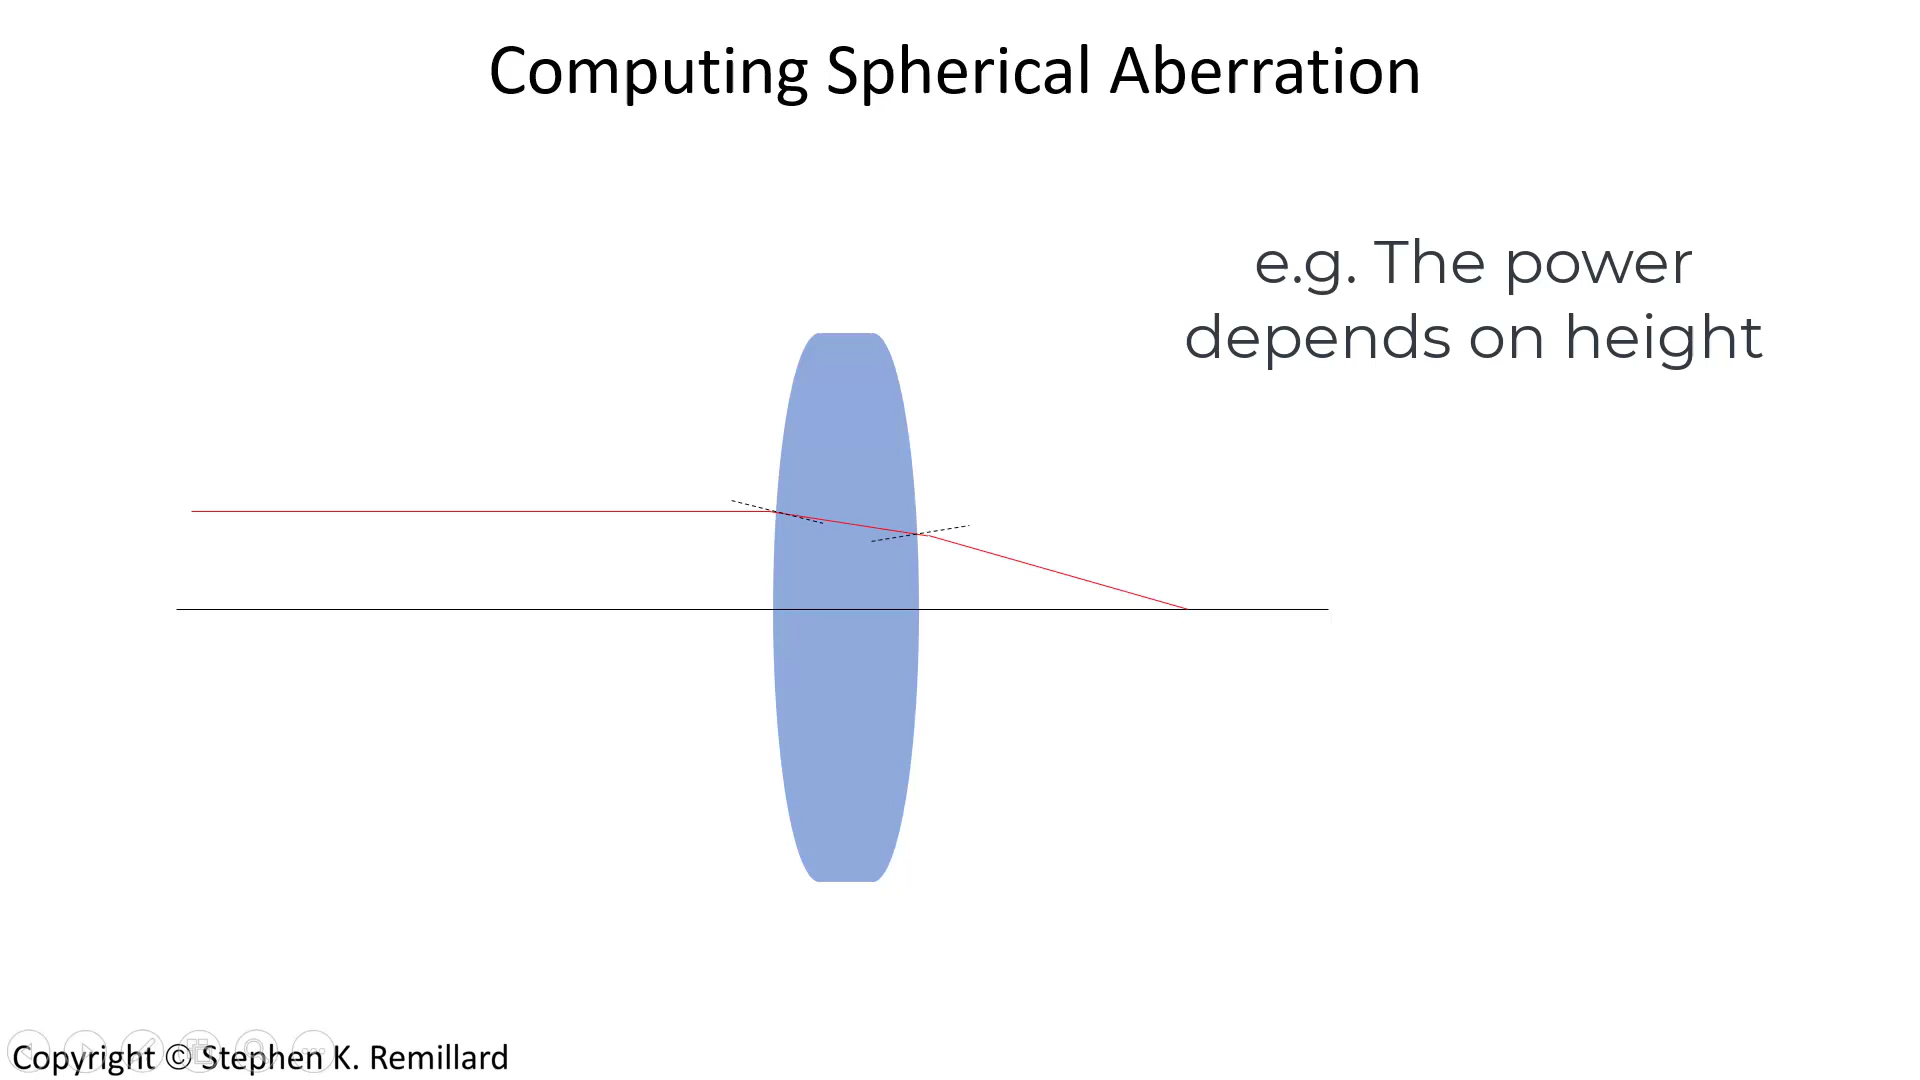 Computing Spherical Aberration
e.g. The power
depends on height
Copyright © Stephen K. Remillard